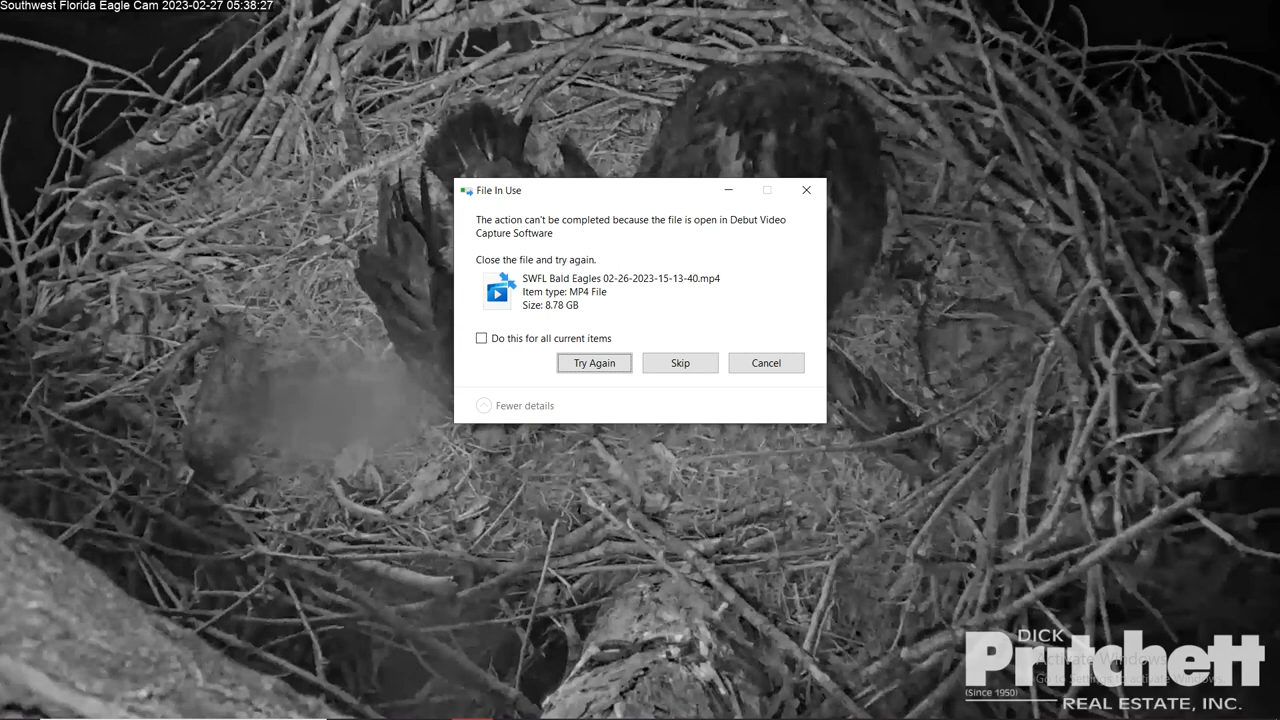 Southwest Florida Eagle Cam 2023-02-27 05:38:27
File In Use
The action can't be completed because the file is open in Debut Video
Capture Software
Close the file and try again.
SWFL Bald Eagles 02-26-2023-15-13-40.mp4
Item type: MP4 File
Size: 8.78 GB
Do this for all current items
Try Again
Skip
Cancel
Fewer details
DICK
Pritchett
Activate Windows
Go to Settings to activate Windows.
(Since 1950)
REAL ESTATE, INC.